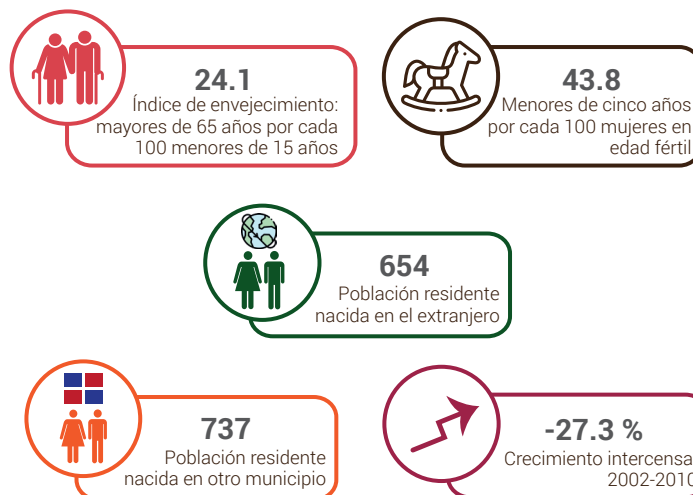 24.1
Índice de envejecimiento:
mayores de 65 años por cada
100 menores de 15 años
43.8
Menores de cinco años
por cada 100 mujeres en
edad fértil
654
Población residente
nacida en el extranjero
737
Población residente
nacida en otro municipio
-27.3 %
Crecimiento intercensa
2002-2010